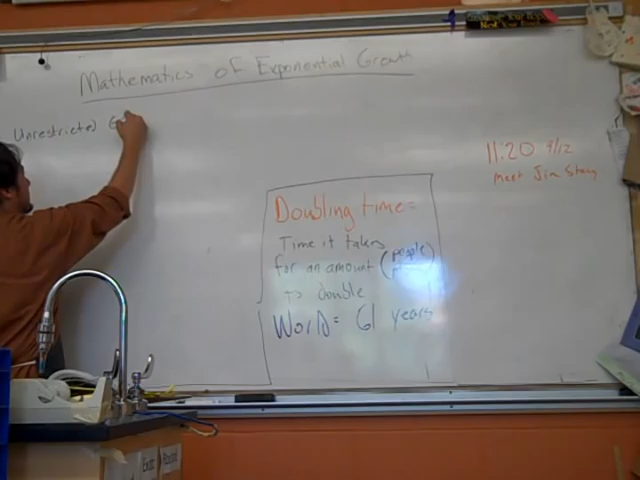 Mathematics of Exponential Growth
Unrestricted G
11:20 9/12
Meet Jim
Doubling time=
Time it takes
for an amount (people)
to double
World= 61 years